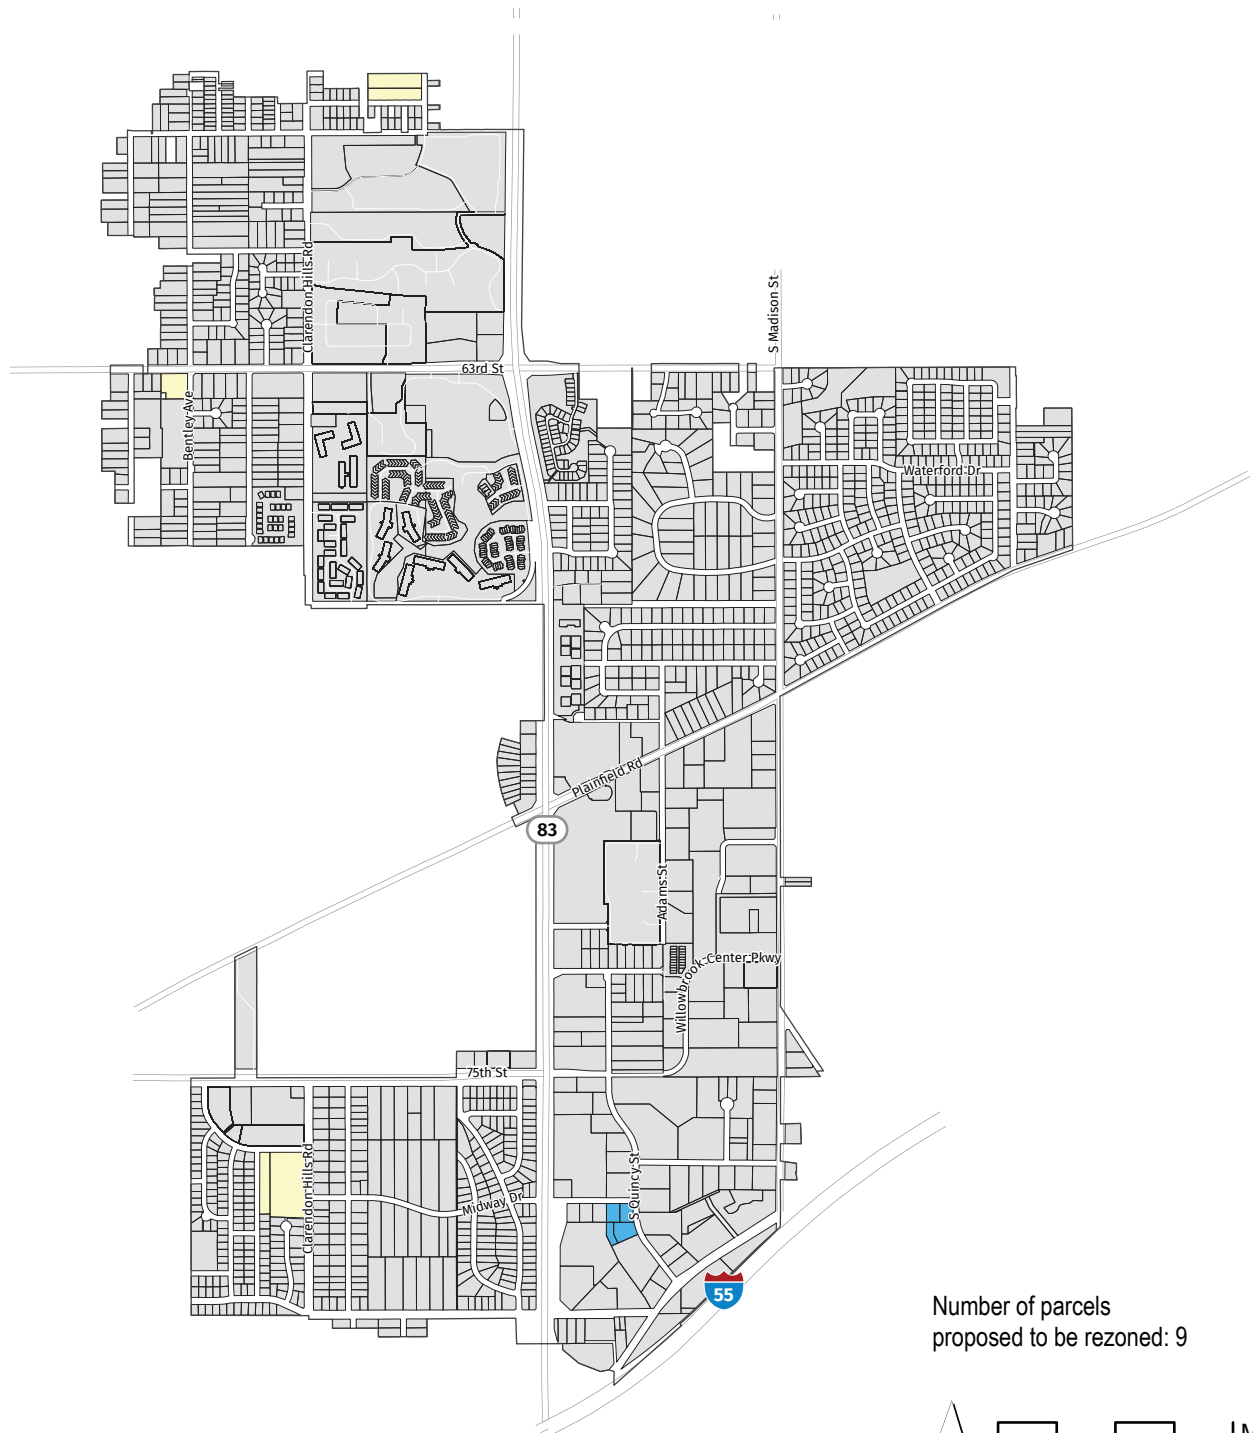 Clarendon Hills Rd
S Madison St
63rd St
Bentley Ave
Waterford Dr
Plainfield Rd
83
Adams St
Willowbrook Center Pkwy
75th St
Clarendon Hills Rd
Midway Dr
S Quincy St
55
Number of parcels
proposed to be rezoned: 9